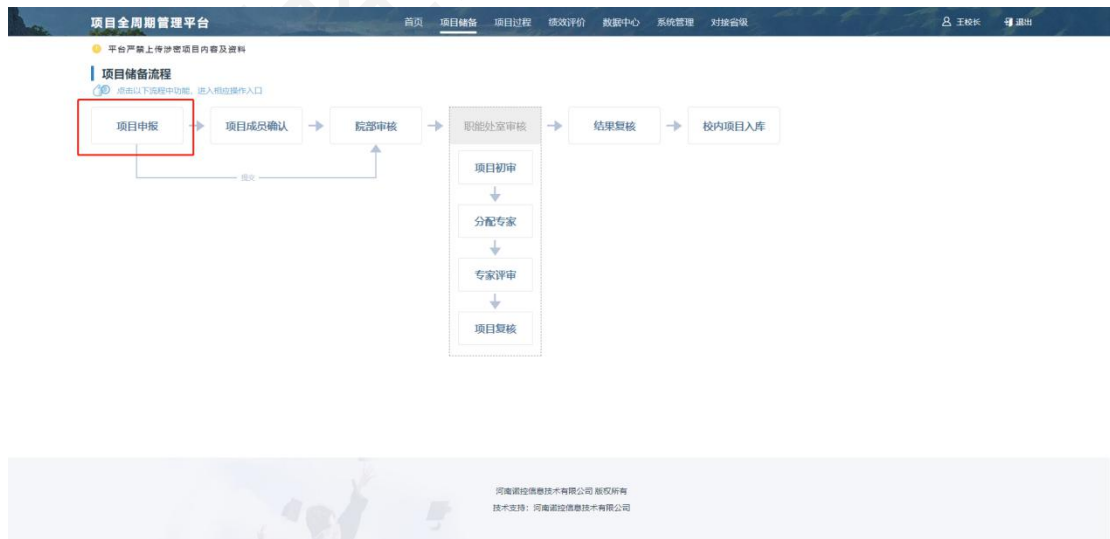 项目全周期管理平台 首页 项目储备 项目过程 绩效评价 数据中心 系统管理 对接省级 王校长 退出
平台严禁上传涉密项目内容及资料
项目储备流程
点击以下流程中功能，进入相应操作入口
项目申报 项目成员确认 院部审核 职能处室审核 结果复核 校内项目入库
提交
项目初审
分配专家
专家评审
项目复核
河南诺控信息技术有限公司 版权所有
技术支持：河南诺控信息技术有限公司